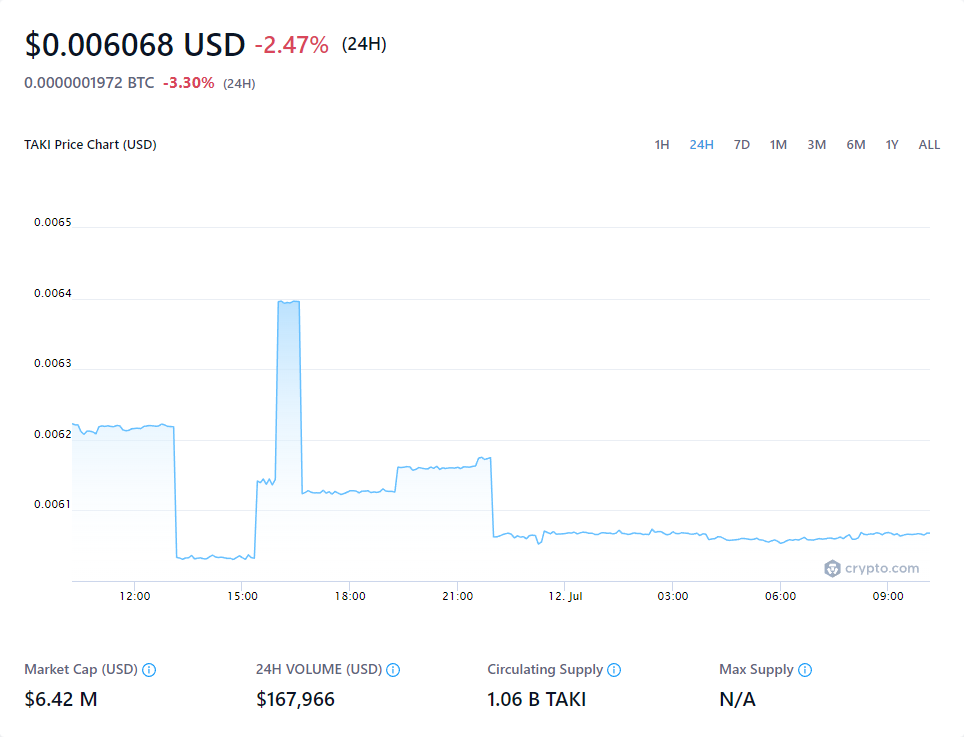 $0.006068 USD -2.47% (24H)
0.0000001972 BTC -3.30% (24H)
TAKI Price Chart (USD) 1H 24H 7D 1M 3M 6M 1Y ALL
0.0065
0.0064
0.0063
0.0062
0.0061
crypto.com
12:00 15:00 18:00 21:00 12. Jul 03:00 06:00 09:00
Market Cap (USD) 24H VOLUME (USD) Circulating Supply Max Supply
$6.42 M $167,966 1.06 B TAKI N/A